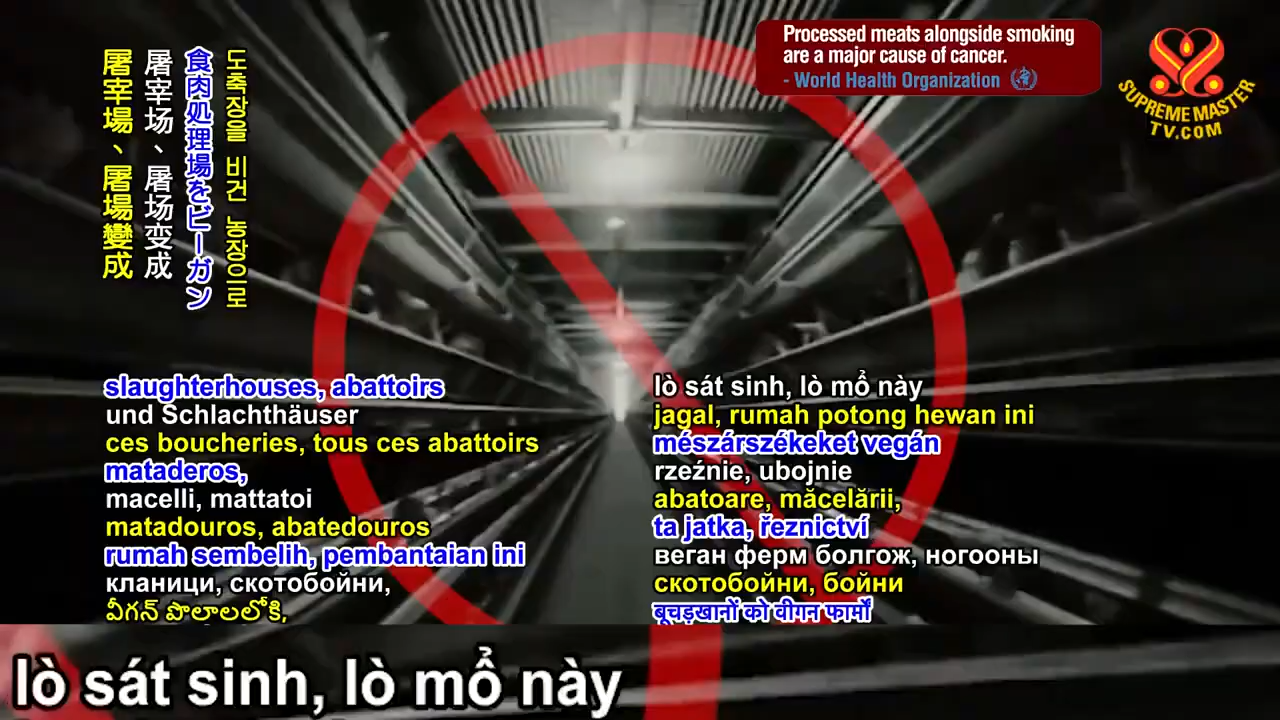 Processed meats alongside smoking
are a major cause of cancer.
- World Health Organization
SUPREME MASTER
TV.COM
屠宰場、屠場變成
屠宰场、屠场变成
食肉処理場をビーガン
도축장을 비건 농장으로
slaughterhouses, abattoirs
und Schlachthäuser
ces boucheries, tous ces abattoirs
mataderos,
macelli, mattatoi
matadouros, abatedouros
rumah sembelih, pembantaian ini
кланици, скотобойни,
వీగన్ పొలాలలోకి,
lò sát sinh, lò mổ này
jagal, rumah potong hewan ini
mészárszékeket vegán
rzeźnie, ubojnie
abatoare, măcelării,
ta jatka, řeznictví
веган ферм болгож, ногооны
скотобойни, бойни
बूचड़खानों को वीगन फार्मों
lò sát sinh, lò mổ này